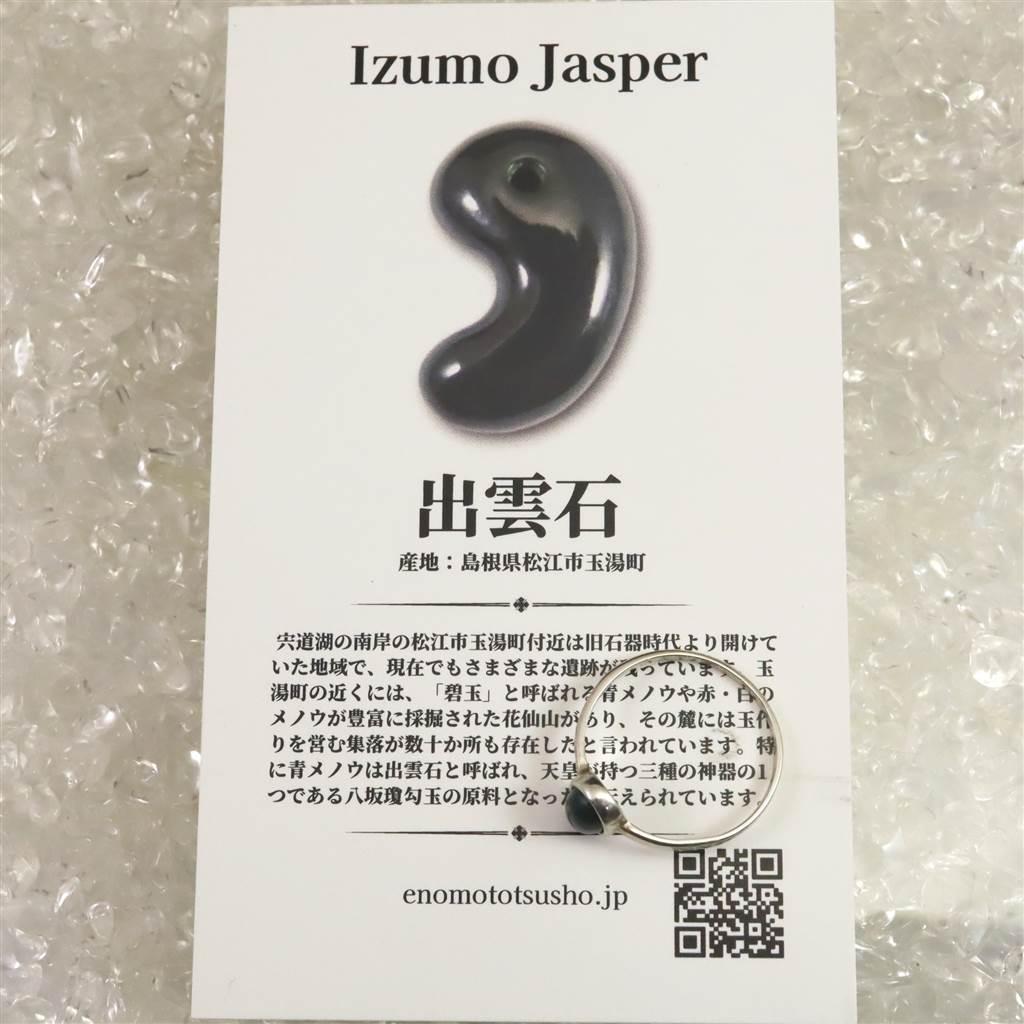 Izumo Jasper
出雲石
産地：島根県松江市玉湯町
宍道湖の南岸の松江市玉湯町付近は旧石器時代より開けて
いた地域で、現在でもさまざまな遺跡が残っています。玉
湯町の近くには、「碧玉」と呼ばれる青メノウや赤・白の
メノウが豊富に採掘された花仙山があり、その麓には玉作
りを営む集落が数十か所も存在したと言われています。特
に青メノウは出雲石と呼ばれ、天皇が持つ三種の神器の1
つである八坂瓊勾玉の原料となった伝えられています。
enomototsusho.jp